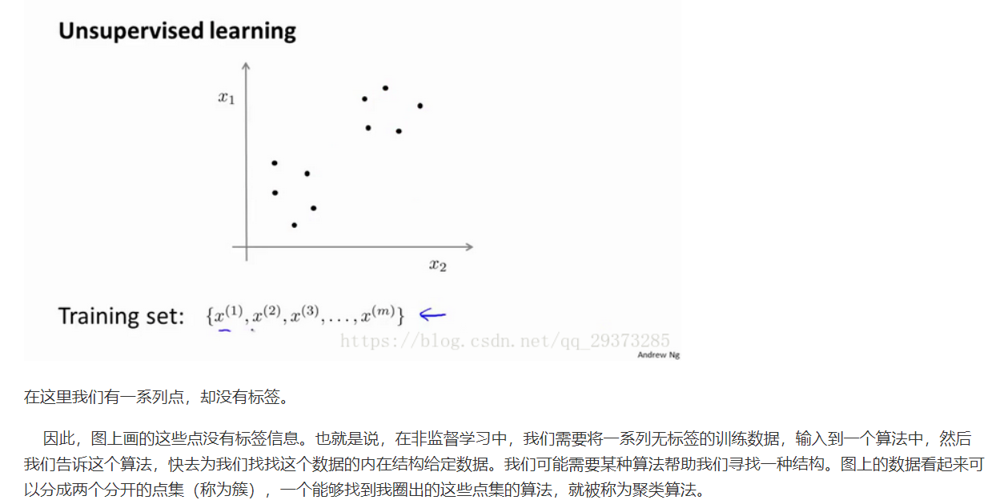 Unsupervised learning
x₁
x₂
Training set: {x⁽¹⁾, x⁽²⁾, x⁽³⁾, . . . , x⁽ᵐ⁾}
https://blog.csdn.net/qq_29373285
Andrew Ng
在这里我们有一系列点，却没有标签。
因此，图上画的这些点没有标签信息。也就是说，在非监督学习中，我们需要将一系列无标签的训练数据，输入到一个算法中，然后
我们告诉这个算法，快去为我们找找这个数据的内在结构给定数据。我们可能需要某种算法帮助我们寻找一种结构。图上的数据看起来可
以分成两个分开的点集（称为簇），一个能够找到我圈出的这些点集的算法，就被称为聚类算法。